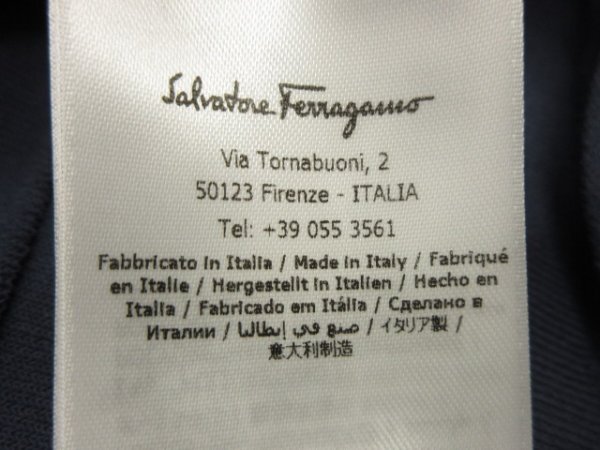 Salvatore Ferragamo
Via Tornabuoni, 2
50123 Firenze - ITALIA
Tel: +39 055 3561
Fabbricato in Italia / Made in Italy / Fabriqué
en Italie / Hergestellt in Italien / Hecho en
Italia / Fabricado em Itália / Сделано в
Италии / صنع في إيطاليا / イタリア製 /
意大利制造